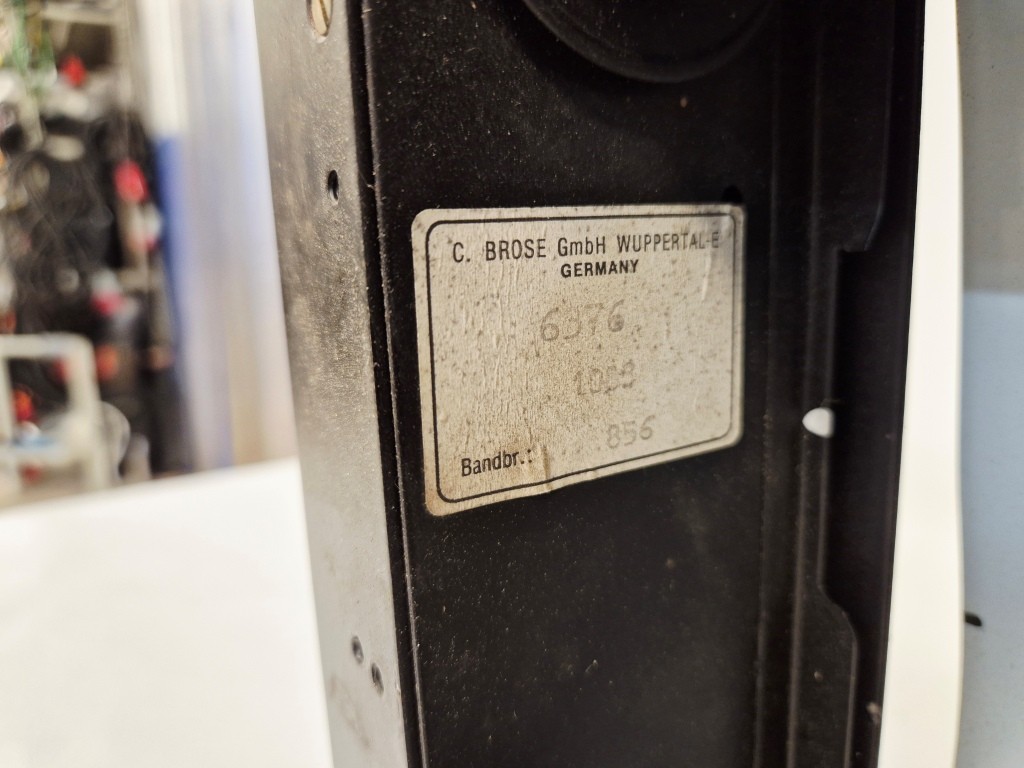 C. BROSE GmbH WUPPERTAL-E
GERMANY
6376
Bandbr.: 856